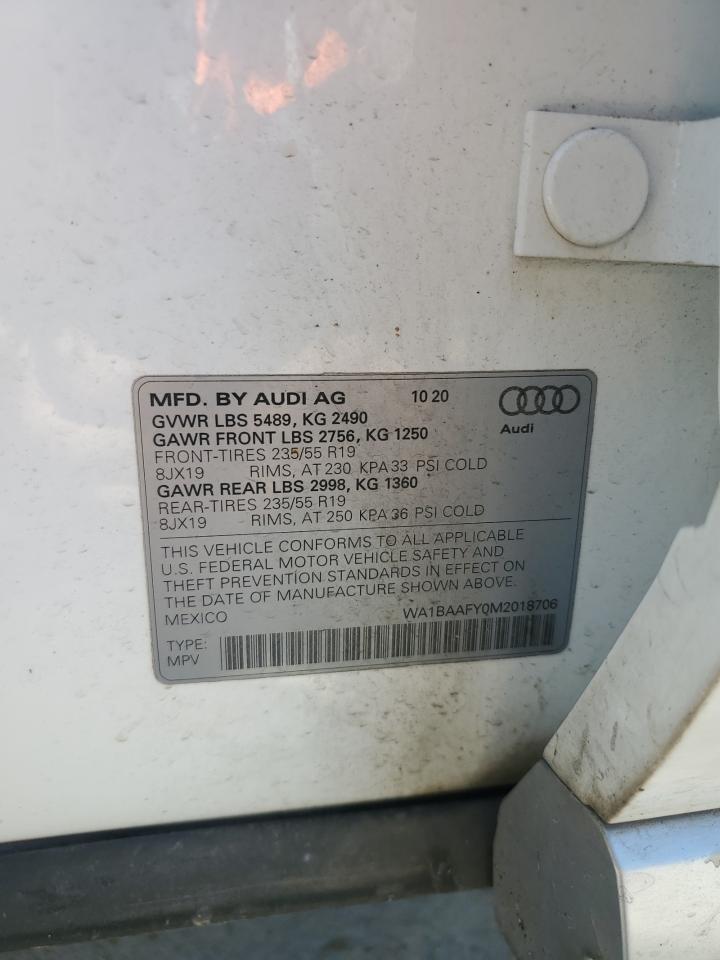 MFD. BY AUDI AG 10 20
GVWR LBS 5489, KG 2490
GAWR FRONT LBS 2756, KG 1250
Audi
FRONT-TIRES 235/55 R19
8JX19 RIMS, AT 230 KPA 33 PSI COLD
GAWR REAR LBS 2998, KG 1360
REAR-TIRES 235/55 R19
8JX19 RIMS, AT 250 KPA 36 PSI COLD
THIS VEHICLE CONFORMS TO ALL APPLICABLE
U.S. FEDERAL MOTOR VEHICLE SAFETY AND
THEFT PREVENTION STANDARDS IN EFFECT ON
THE DATE OF MANUFACTURE SHOWN ABOVE.
MEXICO WA1BAAFY0M2018706
TYPE:
MPV